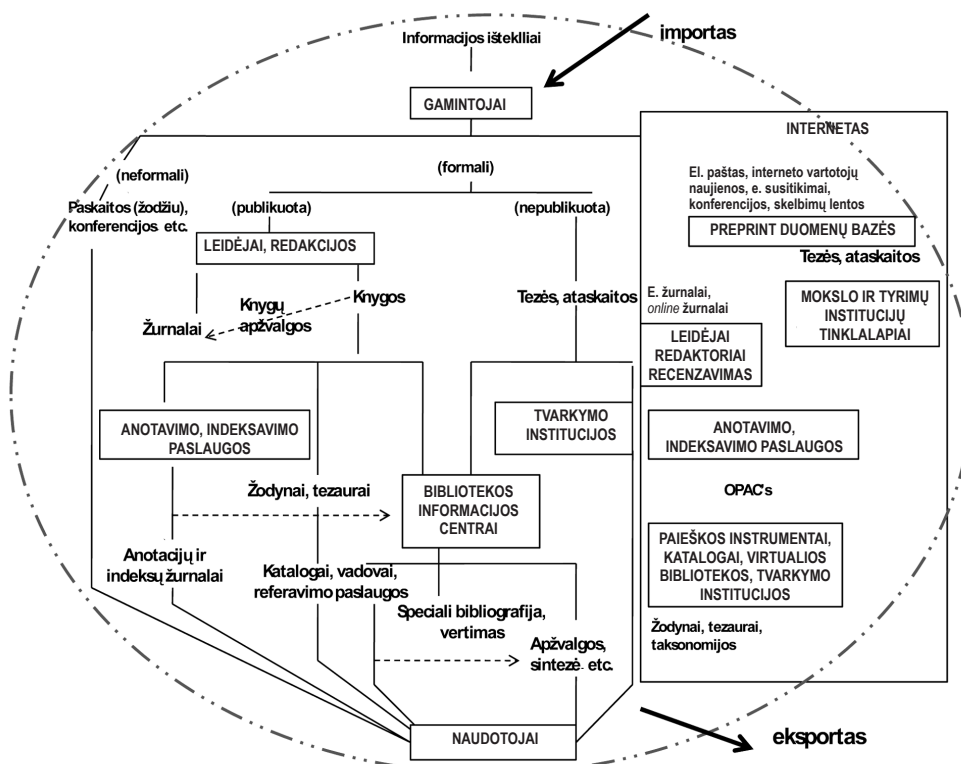 importas
Informacijos ištekIliai
GAMINTOJAI
(neformali)
(formali)
Paskaitos (žodžiu),
konferencijos etc.
(publikuota)
(nepublikuota)
LEIDĖJAI, REDAKCIJOS
Žurnalai
Knygų
apžvalgos
Knygos
Tezės, ataskaitos
ANOTAVIMO, INDEKSAVIMO
PASLAUGOS
TVARKYMO
INSTITUCIJOS
Žodynai, tezaurai
BIBLIOTEKOS
INFORMACIJOS
CENTRAI
Anotacijų ir
indeksų žurnalai
Katalogai, vadovai,
referavimo paslaugos
Speciali bibliografija,
vertimas
Apžvalgos,
sintezė. etc.
NAUDOTOJAI
INTERNETAS
El. paštas, interneto vartotojų
naujienos, e. susitikimai,
konferencijos, skelbimų lentos
PREPRINT DUOMENŲ BAZĖS
Tezės, ataskaitos
E. žurnalai,
online žurnalai
MOKSLO IR TYRIMŲ
INSTITUCIJŲ
TINKLALAPIAI
LEIDĖJAI
REDAKTORIAI
RECENZAVIMAS
ANOTAVIMO,
INDEKSAVIMO PASLAUGOS
OPAC's
PAIEŠKOS INSTRUMENTAI,
KATALOGAI, VIRTUALIOS
BIBLIOTEKOS, TVARKYMO
INSTITUCIJOS
Žodynai, tezaurai,
taksonomijos
eksportas